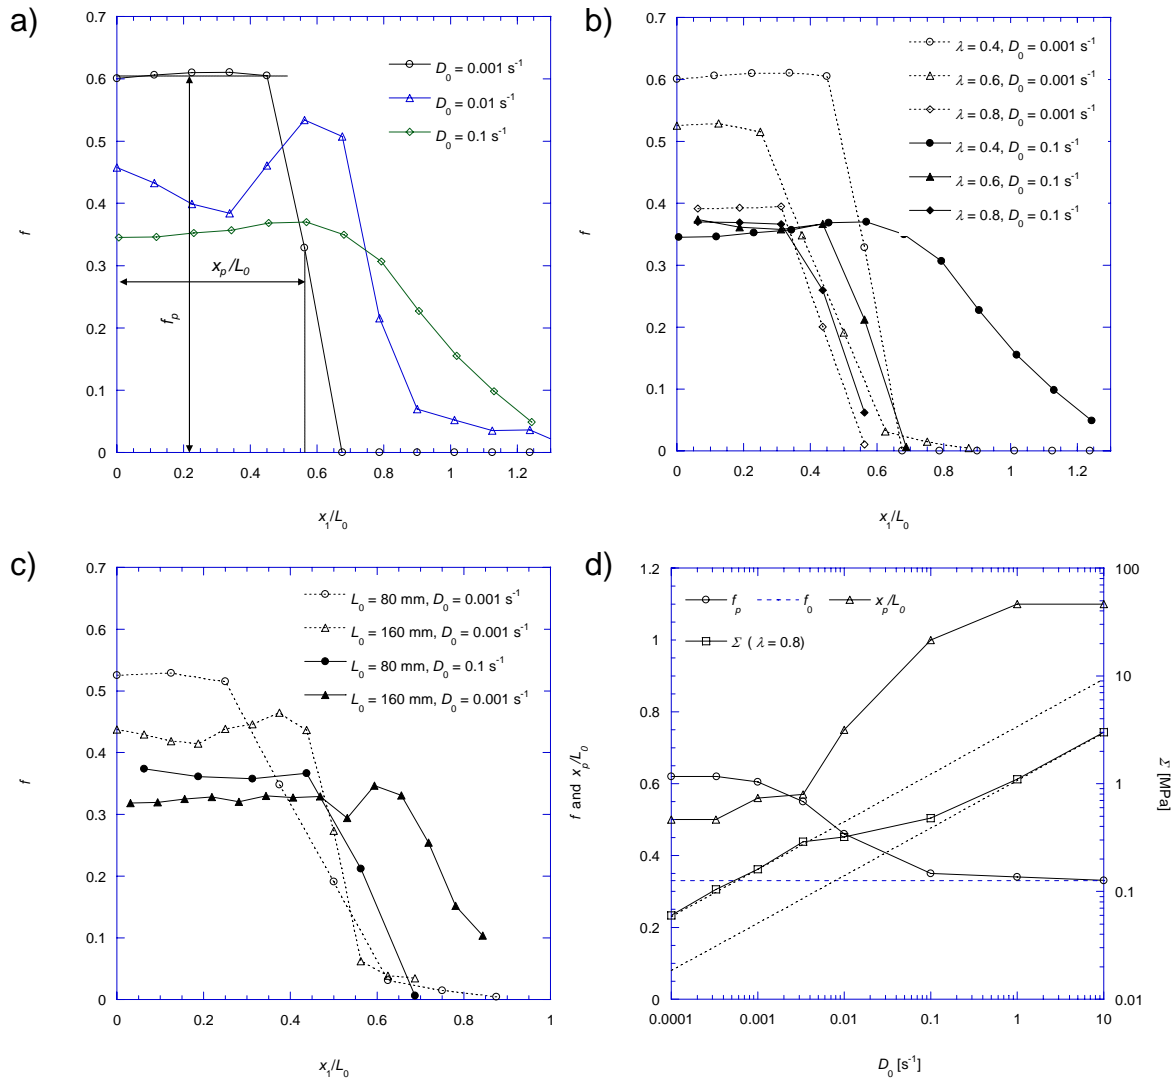 a)
0.7
0.6
0.5
0.4
0.3
0.2
0.1
0
f
D0 = 0.001 s-1
D0 = 0.01 s-1
D0 = 0.1 s-1
xp/L0
fp
0 0.2 0.4 0.6 0.8 1 1.2
x1/L0
b)
0.7
0.6
0.5
0.4
0.3
0.2
0.1
0
f
λ = 0.4, D0 = 0.001 s-1
λ = 0.6, D0 = 0.001 s-1
λ = 0.8, D0 = 0.001 s-1
λ = 0.4, D0 = 0.1 s-1
λ = 0.6, D0 = 0.1 s-1
λ = 0.8, D0 = 0.1 s-1
0 0.2 0.4 0.6 0.8 1 1.2
x1/L0
c)
0.7
0.6
0.5
0.4
0.3
0.2
0.1
0
f
L0 = 80 mm, D0 = 0.001 s-1
L0 = 160 mm, D0 = 0.001 s-1
L0 = 80 mm, D0 = 0.1 s-1
L0 = 160 mm, D0 = 0.001 s-1
0 0.2 0.4 0.6 0.8 1
x1/L0
d)
1.2
1
0.8
0.6
0.4
0.2
0
f and xp/L0
fp f0 xp/L0
Σ ( λ = 0.8)
100
10
1
0.1
0.01
Σ [MPa]
0.0001 0.001 0.01 0.1 1 10
D0 [s-1]